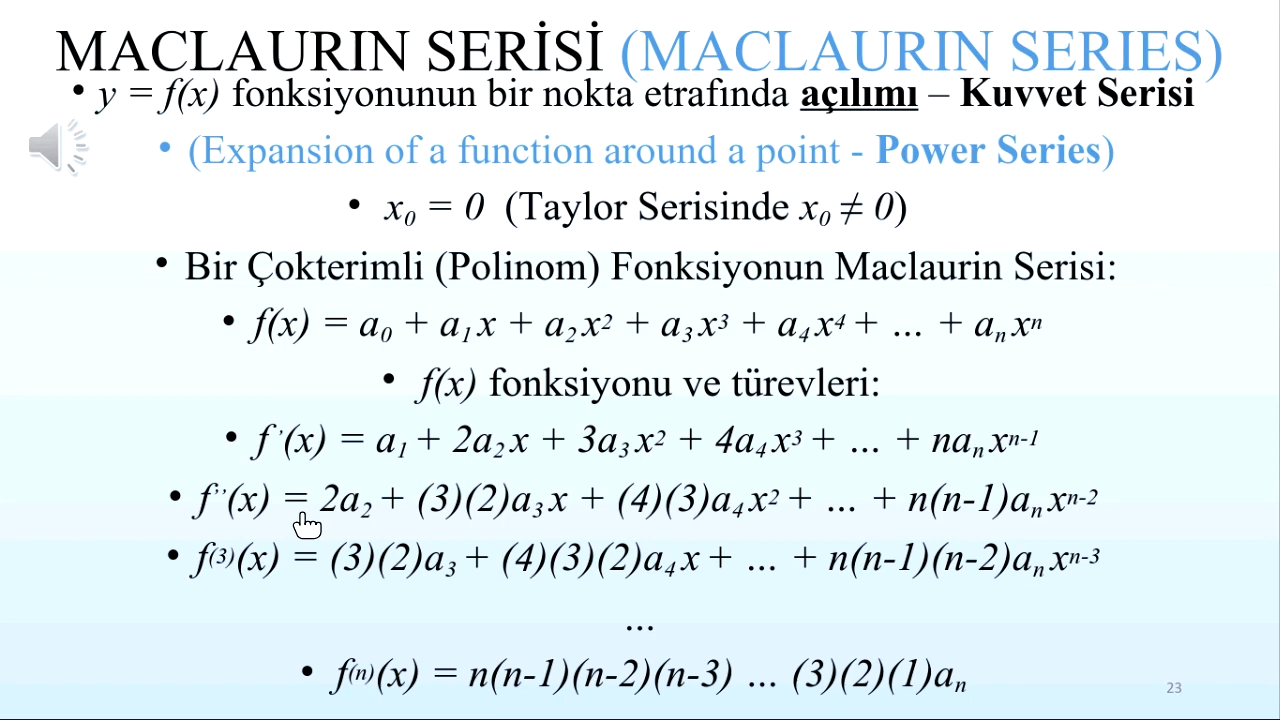 MACLAURIN SERİSİ (MACLAURIN SERIES)
• y = f(x) fonksiyonunun bir nokta etrafında açılımı – Kuvvet Serisi
• (Expansion of a function around a point - Power Series)
• x₀ = 0 (Taylor Serisinde x₀ ≠ 0)
• Bir Çokterimli (Polinom) Fonksiyonun Maclaurin Serisi:
• f(x) = a₀ + a₁x + a₂x² + a₃x³ + a₄x⁴ + ... + aₙxⁿ
• f(x) fonksiyonu ve türevleri:
• f’(x) = a₁ + 2a₂x + 3a₃x² + 4a₄x³ + ... + naₙxⁿ⁻¹
• f’’(x) = 2a₂ + (3)(2)a₃x + (4)(3)a₄x² + ... + n(n-1)aₙxⁿ⁻²
• f⁽³⁾(x) = (3)(2)a₃ + (4)(3)(2)a₄x + ... + n(n-1)(n-2)aₙxⁿ⁻³
...
• f⁽ⁿ⁾(x) = n(n-1)(n-2)(n-3) ... (3)(2)(1)aₙ
23